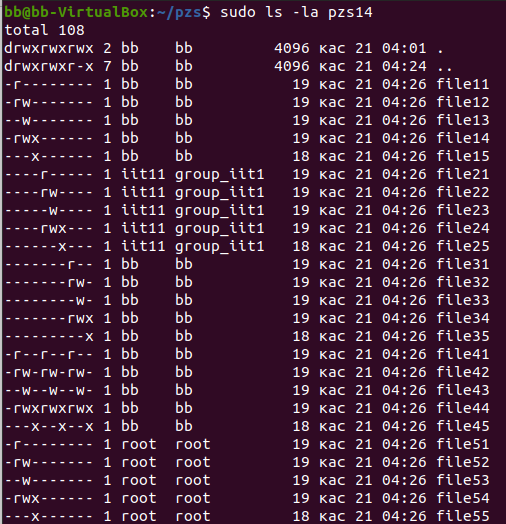 bb@bb-VirtualBox:~/pzs$ sudo ls -la pzs14
total 108
drwxrwxrwx 2 bb    bb          4096 кас 21 04:01 .
drwxrwxr-x 7 bb    bb          4096 кас 21 04:24 ..
-r-------- 1 bb    bb            19 кас 21 04:26 file11
-rw------- 1 bb    bb            19 кас 21 04:26 file12
--w------- 1 bb    bb            19 кас 21 04:26 file13
-rwx------ 1 bb    bb            19 кас 21 04:26 file14
---x------ 1 bb    bb            18 кас 21 04:26 file15
----r----- 1 iit11 group_iit1    19 кас 21 04:26 file21
----rw---- 1 iit11 group_iit1    19 кас 21 04:26 file22
-----w---- 1 iit11 group_iit1    19 кас 21 04:26 file23
----rwx--- 1 iit11 group_iit1    19 кас 21 04:26 file24
------x--- 1 iit11 group_iit1    18 кас 21 04:26 file25
-------r-- 1 bb    bb            19 кас 21 04:26 file31
-------rw- 1 bb    bb            19 кас 21 04:26 file32
--------w- 1 bb    bb            19 кас 21 04:26 file33
-------rwx 1 bb    bb            19 кас 21 04:26 file34
---------x 1 bb    bb            18 кас 21 04:26 file35
-r--r--r-- 1 bb    bb            19 кас 21 04:26 file41
-rw-rw-rw- 1 bb    bb            19 кас 21 04:26 file42
--w--w--w- 1 bb    bb            19 кас 21 04:26 file43
-rwxrwxrwx 1 bb    bb            19 кас 21 04:26 file44
---x--x--x 1 bb    bb            18 кас 21 04:26 file45
-r-------- 1 root  root          19 кас 21 04:26 file51
-rw------- 1 root  root          19 кас 21 04:26 file52
--w------- 1 root  root          19 кас 21 04:26 file53
-rwx------ 1 root  root          19 кас 21 04:26 file54
---x------ 1 root  root          18 кас 21 04:26 file55